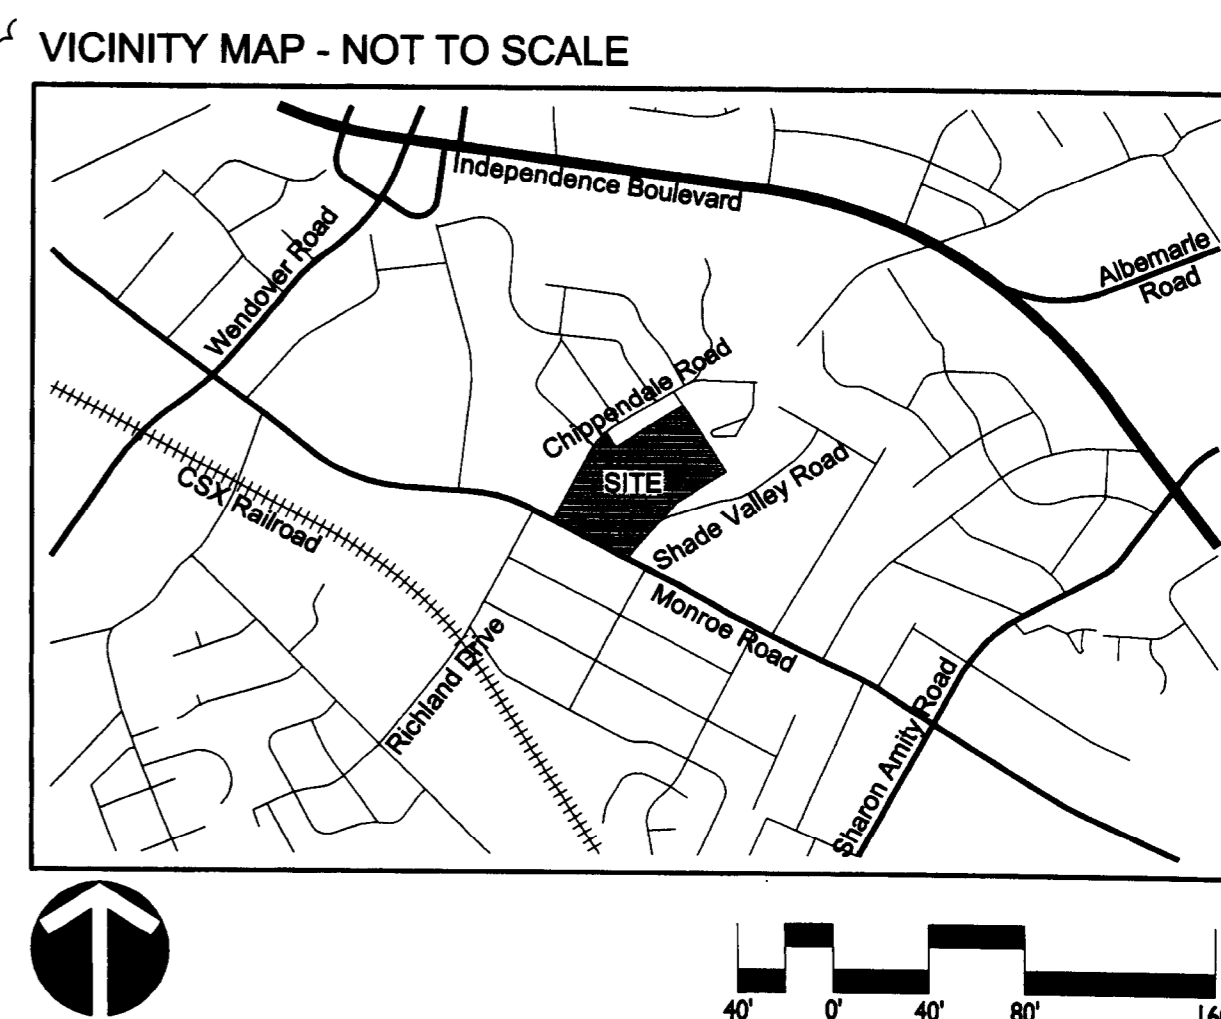 VICINITY MAP - NOT TO SCALE
Independence Boulevard
Wendover Road
Albemarle
Road
Chippendale Road
SITE
Shade Valley Road
CSX Railroad
Monroe Road
Richland Drive
Sharon Amity Road
40' 0' 40' 80'